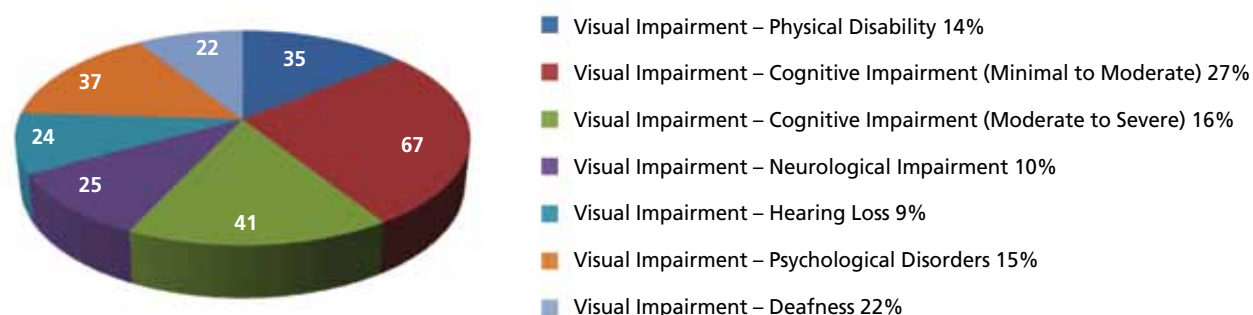 22
35
37
67
24
25
41
Visual Impairment – Physical Disability 14%
Visual Impairment – Cognitive Impairment (Minimal to Moderate) 27%
Visual Impairment – Cognitive Impairment (Moderate to Severe) 16%
Visual Impairment – Neurological Impairment 10%
Visual Impairment – Hearing Loss 9%
Visual Impairment – Psychological Disorders 15%
Visual Impairment – Deafness 22%